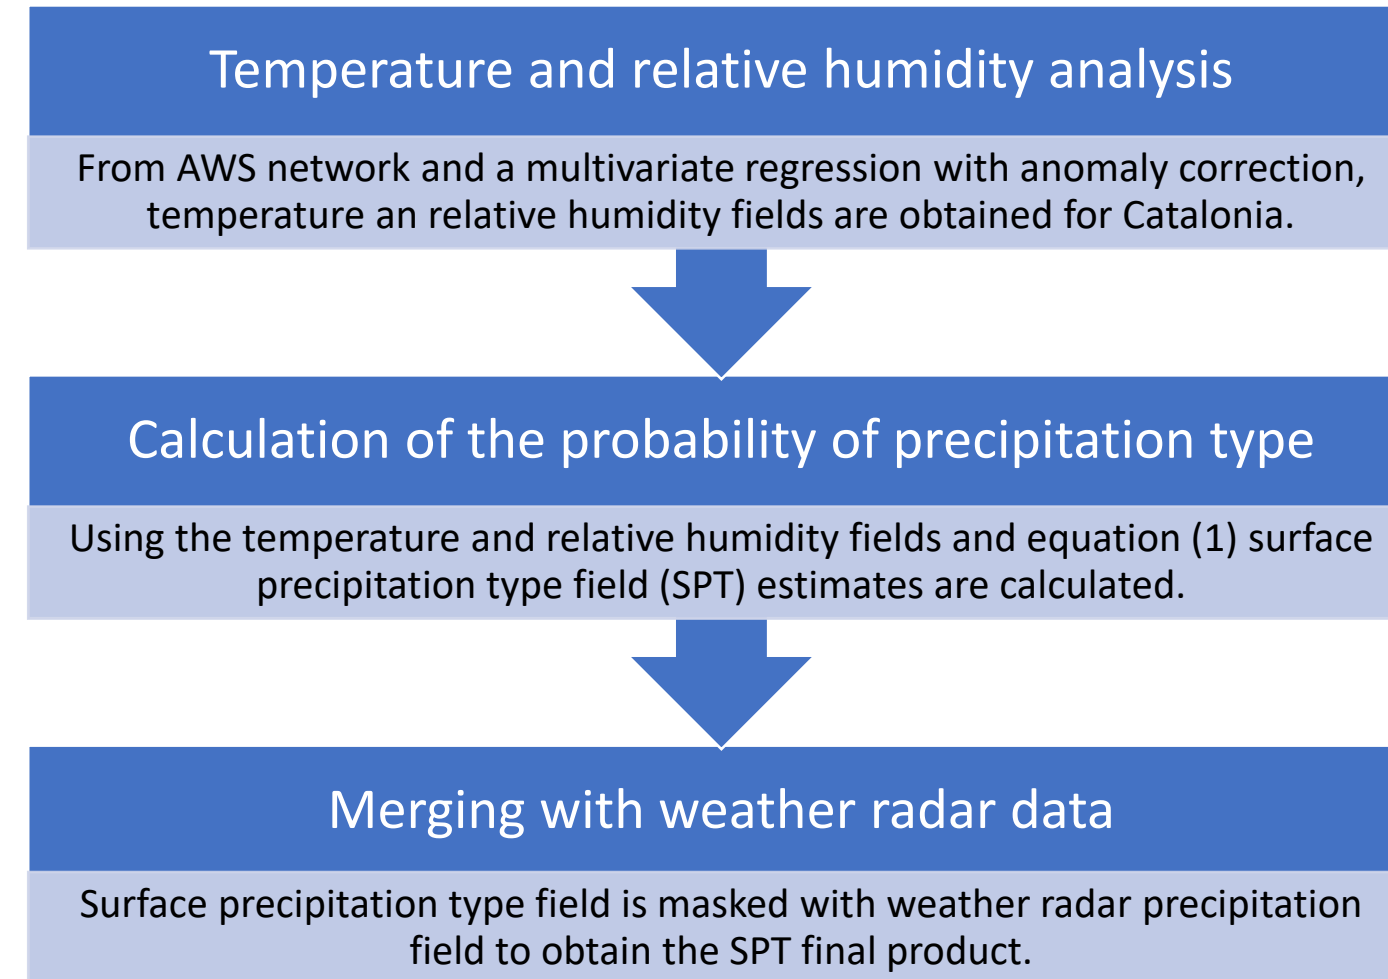 Temperature and relative humidity analysis
From AWS network and a multivariate regression with anomaly correction,
temperature an relative humidity fields are obtained for Catalonia.
Calculation of the probability of precipitation type
Using the temperature and relative humidity fields and equation (1) surface
precipitation type field (SPT) estimates are calculated.
Merging with weather radar data
Surface precipitation type field is masked with weather radar precipitation
field to obtain the SPT final product.